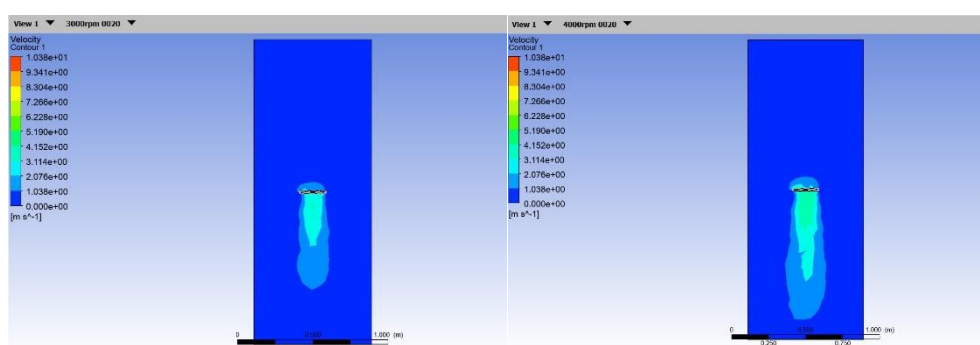 View 1 3000rpm 0020
Velocity
Contour 1
1.038e+01
9.341e+00
8.304e+00
7.266e+00
6.228e+00
5.190e+00
4.152e+00
3.114e+00
2.076e+00
1.038e+00
0.000e+00
[m s^-1]
0 0.500 1.000 (m)
View 1 4000rpm 0020
Velocity
Contour 1
1.038e+01
9.341e+00
8.304e+00
7.266e+00
6.228e+00
5.190e+00
4.152e+00
3.114e+00
2.076e+00
1.038e+00
0.000e+00
[m s^-1]
0 0.500 1.000 (m)
0.250 0.750